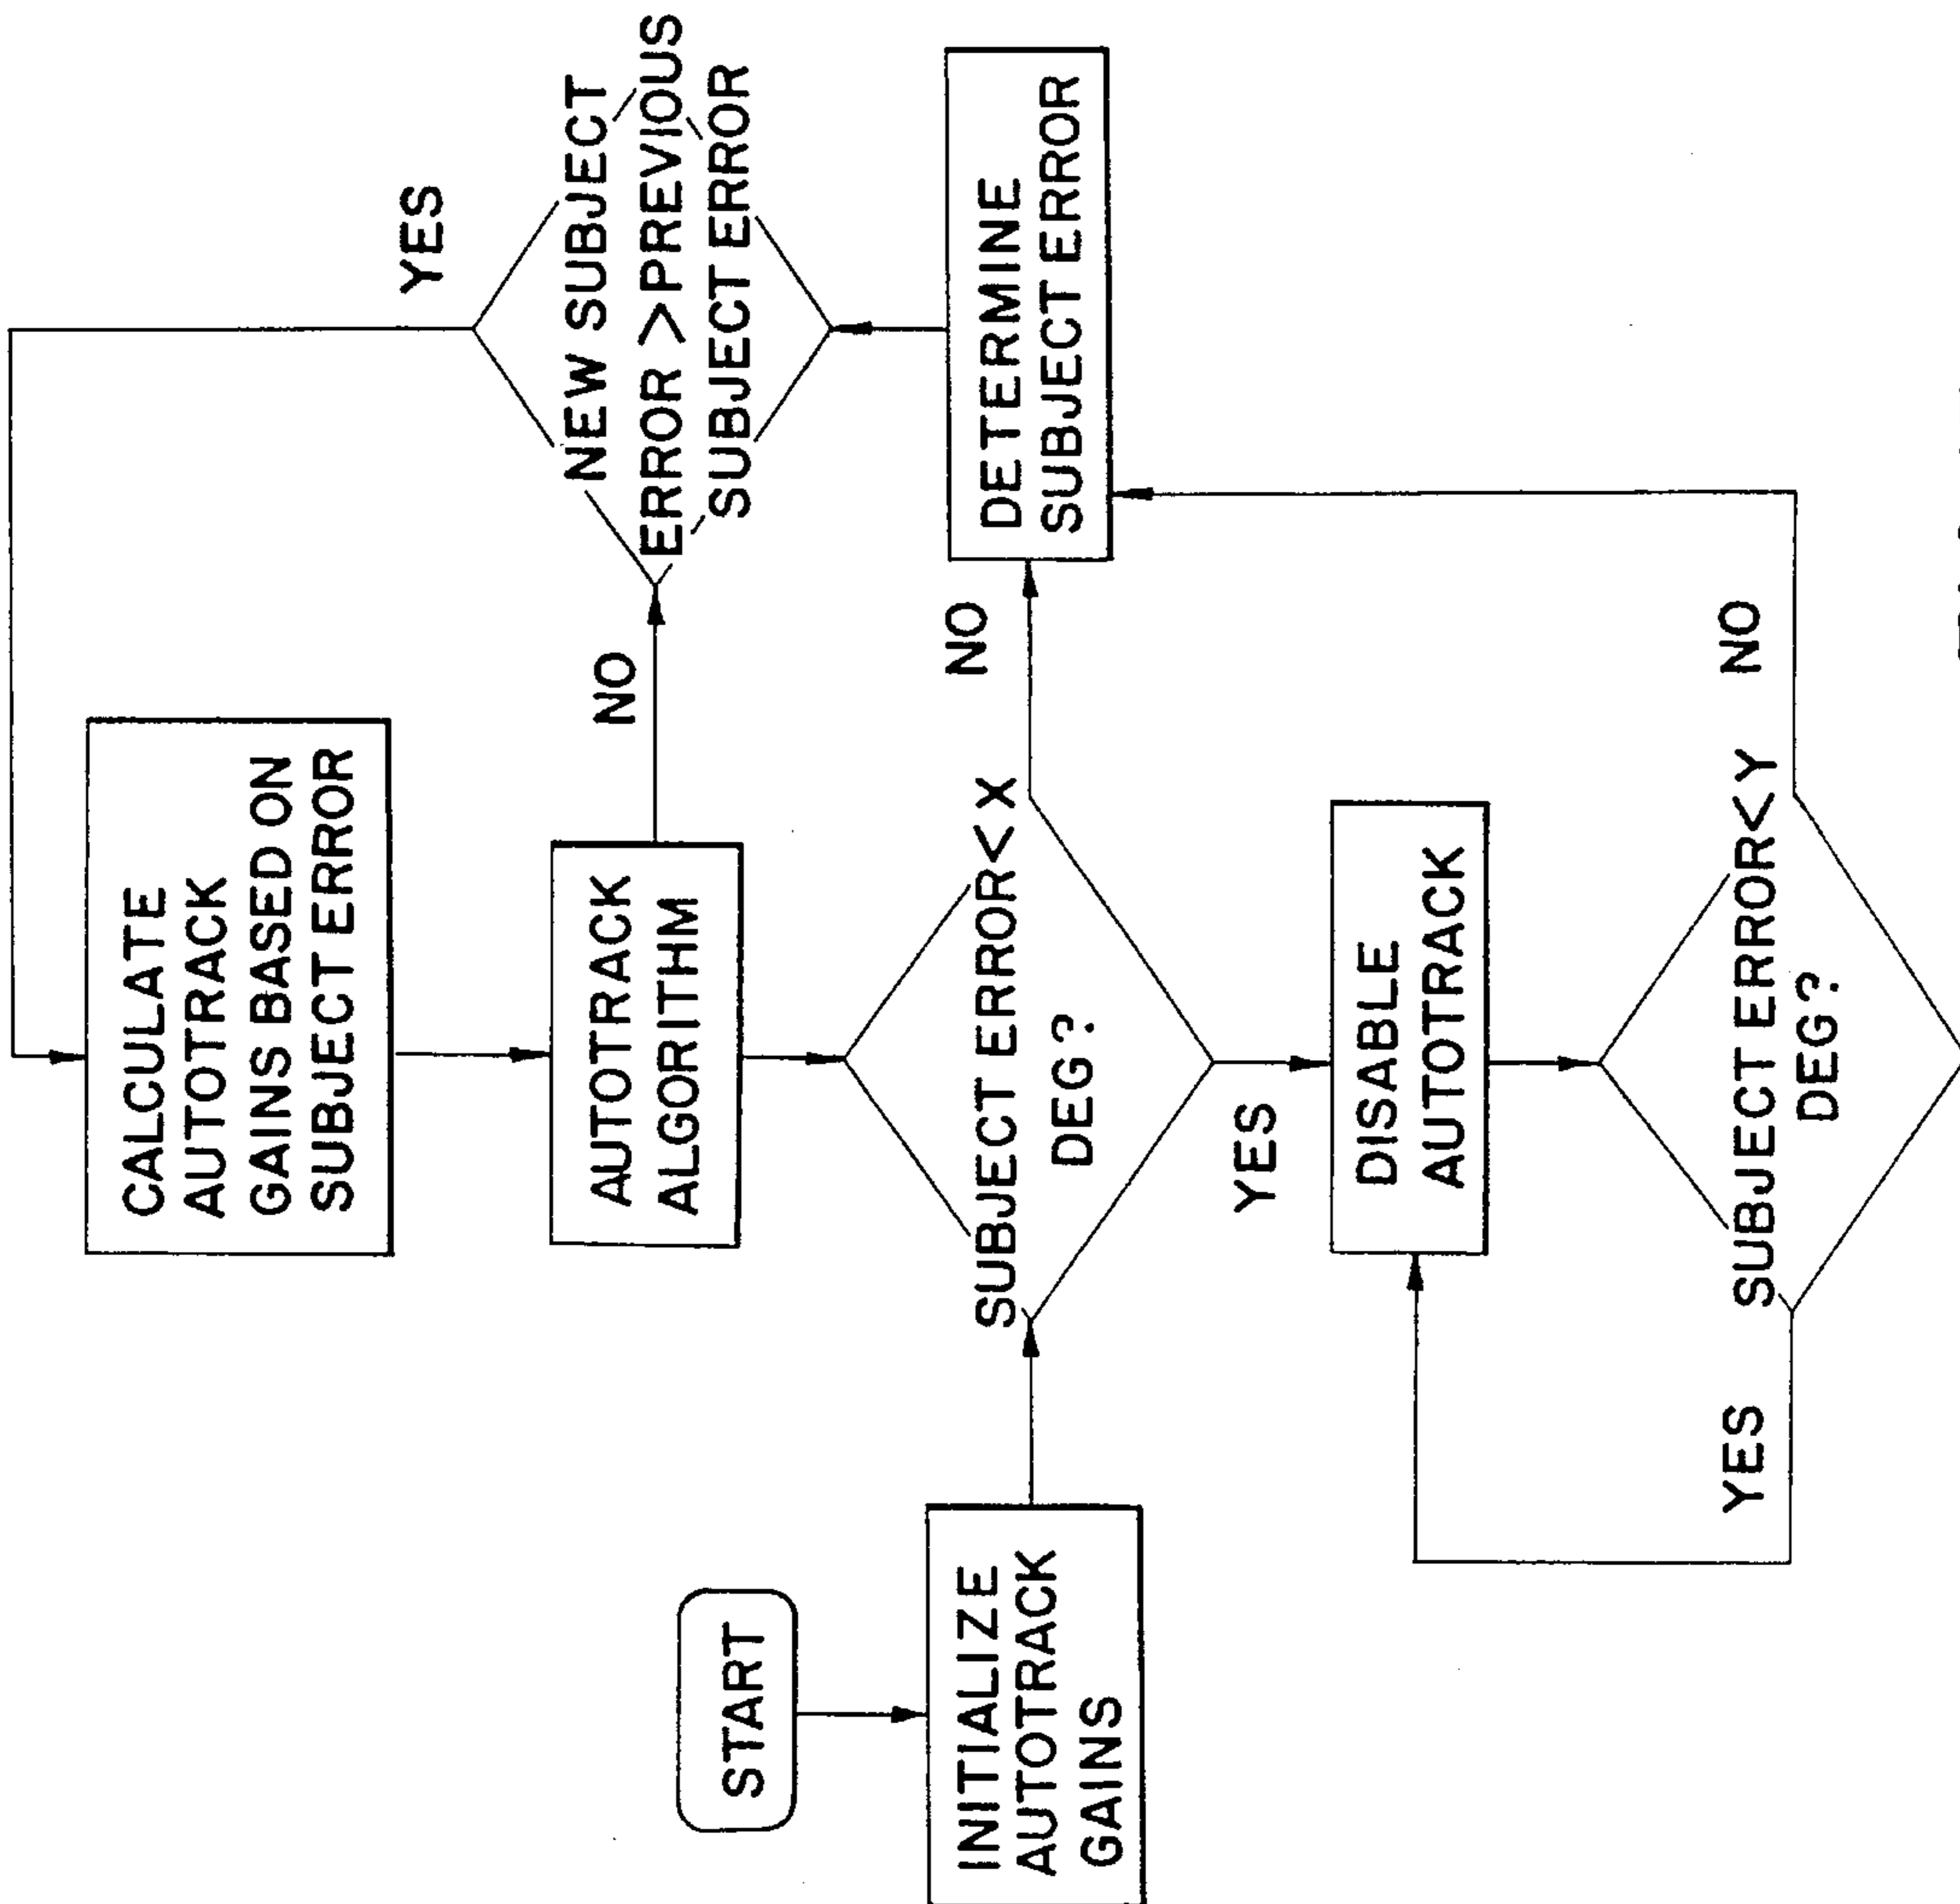 START
INITIALIZE
AUTOTRACK
GAINS
SUBJECT ERROR<X
DEG?
YES
NO
DISABLE
AUTOTRACK
SUBJECT ERROR<Y
DEG?
YES
NO
CALCULATE
AUTOTRACK
GAINS BASED ON
SUBJECT ERROR
AUTOTRACK
ALGORITHM
NO
NEW SUBJECT
ERROR >PREVIOUS
SUBJECT ERROR
YES
DETERMINE
SUBJECT ERROR